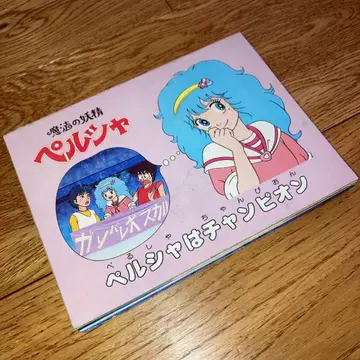 魔法の妖精
ペルシャ
ガンバレボスカル
ぺるしゃ ちゃんぴおん
ペルシャはチャンピオン